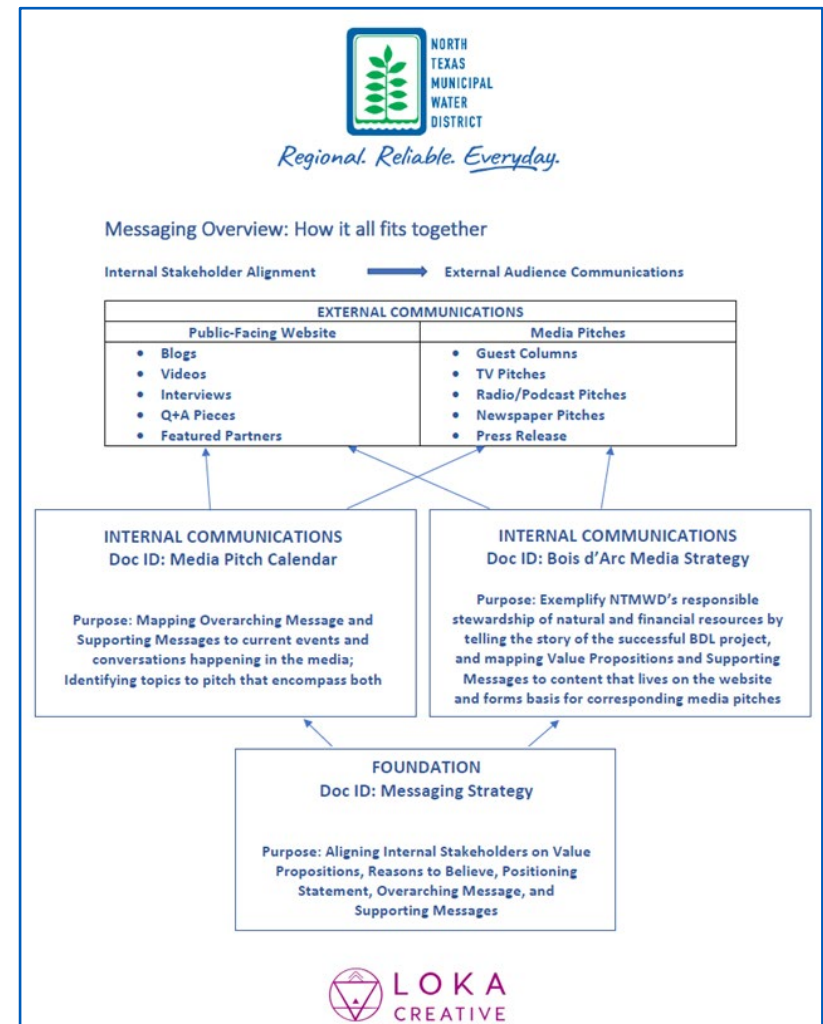 NORTH
TEXAS
MUNICIPAL
WATER
DISTRICT
Regional. Reliable. Everyday.
Messaging Overview: How it all fits together
Internal Stakeholder Alignment External Audience Communications
EXTERNAL COMMUNICATIONS
Public-Facing Website Media Pitches
• Blogs • Guest Columns
• Videos • TV Pitches
• Interviews • Radio/Podcast Pitches
• Q+A Pieces • Newspaper Pitches
• Featured Partners • Press Release
INTERNAL COMMUNICATIONS
Doc ID: Media Pitch Calendar
Purpose: Mapping Overarching Message and
Supporting Messages to current events and
conversations happening in the media;
Identifying topics to pitch that encompass both
INTERNAL COMMUNICATIONS
Doc ID: Bois d’Arc Media Strategy
Purpose: Exemplify NTMWD’s responsible
stewardship of natural and financial resources by
telling the story of the successful BDL project,
and mapping Value Propositions and Supporting
Messages to content that lives on the website
and forms basis for corresponding media pitches
FOUNDATION
Doc ID: Messaging Strategy
Purpose: Aligning Internal Stakeholders on Value
Propositions, Reasons to Believe, Positioning
Statement, Overarching Message, and
Supporting Messages
LOKA
CREATIVE